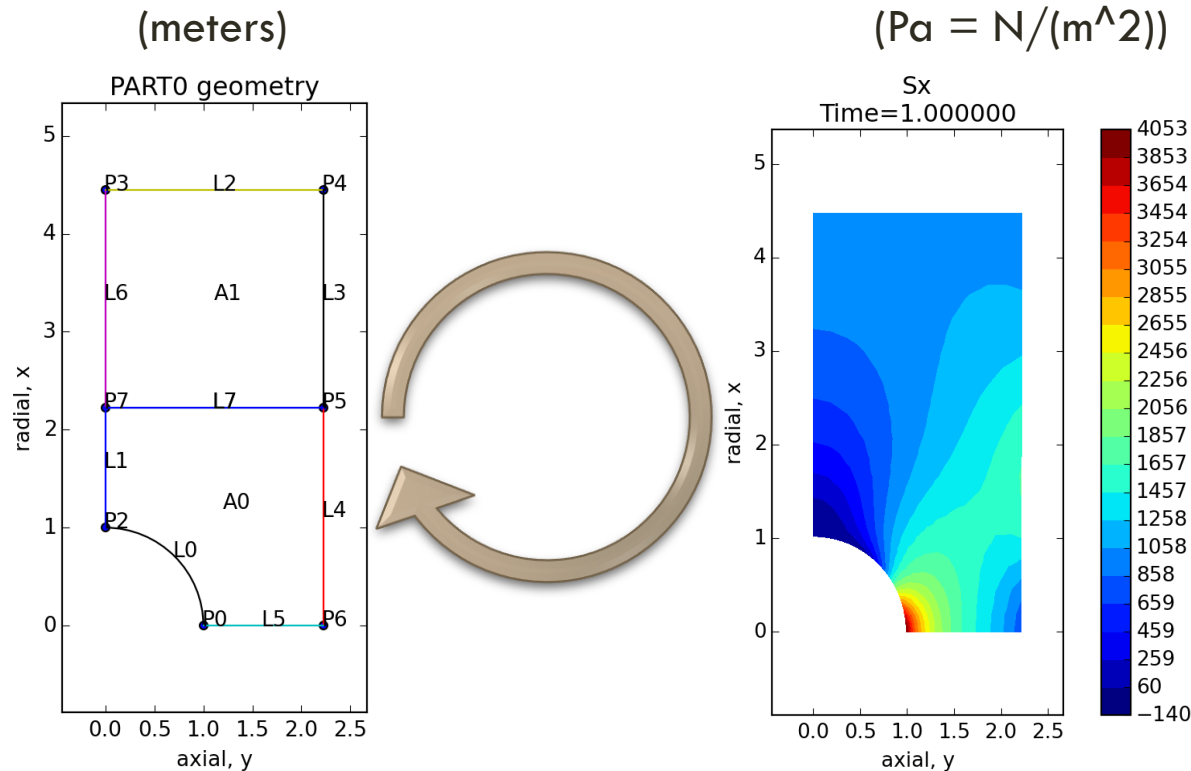 (meters)
PART0 geometry
5
4
3
2
1
0
radial, x
P3
L2
P4
L6
A1
L3
P7
L7
P5
L1
A0
L4
P2
L0
P0
L5
P6
0.0 0.5 1.0 1.5 2.0 2.5
axial, y
(Pa = N/(m^2))
Sx
Time=1.000000
5
4
3
2
1
0
radial, x
0.0 0.5 1.0 1.5 2.0 2.5
axial, y
4053
3853
3654
3454
3254
3055
2855
2655
2456
2256
2056
1857
1657
1457
1258
1058
858
659
459
259
60
−140